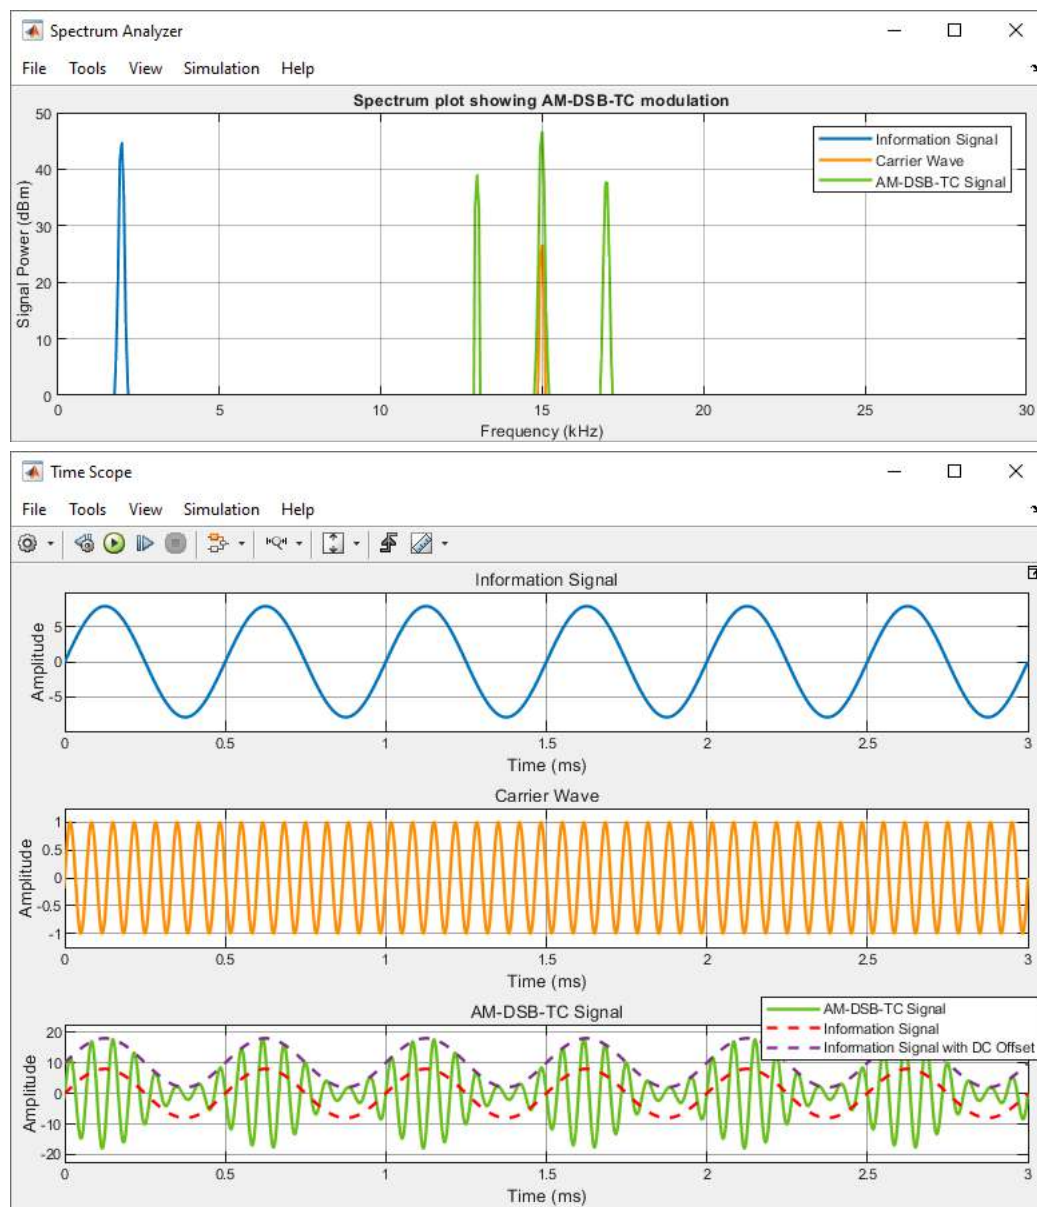 Spectrum Analyzer
File Tools View Simulation Help
Spectrum plot showing AM-DSB-TC modulation
50
40
30
20
10
0
Signal Power (dBm)
Information Signal
Carrier Wave
AM-DSB-TC Signal
0 5 10 15 20 25 30
Frequency (kHz)
Time Scope
File Tools View Simulation Help
Information Signal
5
0
-5
Amplitude
0 0.5 1 1.5 2 2.5 3
Time (ms)
Carrier Wave
1
0.5
0
-0.5
-1
Amplitude
0 0.5 1 1.5 2 2.5 3
Time (ms)
AM-DSB-TC Signal
AM-DSB-TC Signal
Information Signal
Information Signal with DC Offset
20
10
0
-10
-20
Amplitude
0 0.5 1 1.5 2 2.5 3
Time (ms)